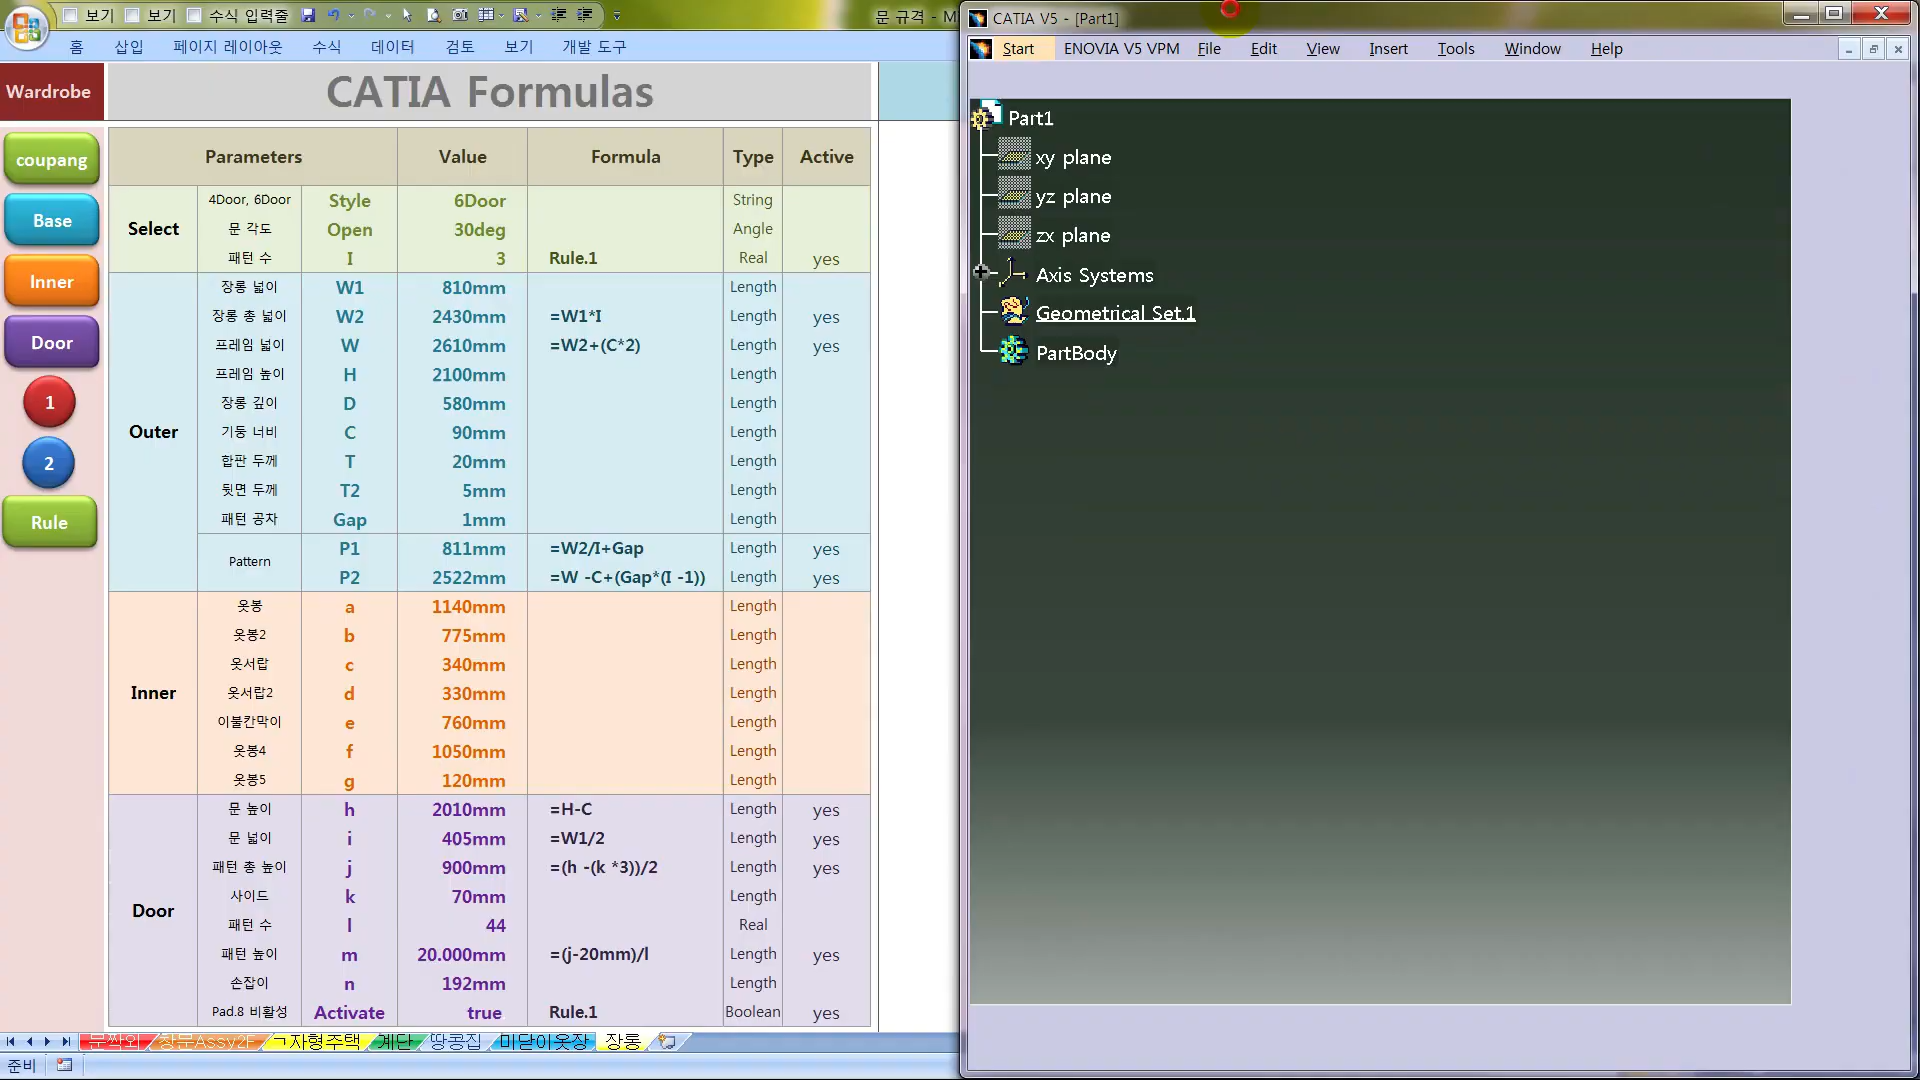 보기 보기 수식 입력줄 문 규격 - M
홈 삽입 페이지 레이아웃 수식 데이터 검토 보기 개발 도구
Wardrobe
coupang
Base
Inner
Door
1
2
Rule
CATIA Formulas
Parameters Value Formula Type Active
Select
4Door, 6Door Style 6Door String
문 각도 Open 30deg Angle
패턴 수 I 3 Rule.1 Real yes
Outer
장롱 넓이 W1 810mm Length
장롱 총 넓이 W2 2430mm =W1*I Length yes
프레임 넓이 W 2610mm =W2+(C*2) Length yes
프레임 높이 H 2100mm Length
장롱 깊이 D 580mm Length
기둥 너비 C 90mm Length
합판 두께 T 20mm Length
뒷면 두께 T2 5mm Length
패턴 공차 Gap 1mm Length
Pattern P1 811mm =W2/I+Gap Length yes
P2 2522mm =W -C+(Gap*(I -1)) Length yes
Inner
옷봉 a 1140mm Length
옷봉2 b 775mm Length
옷서랍 c 340mm Length
옷서랍2 d 330mm Length
이불칸막이 e 760mm Length
옷봉4 f 1050mm Length
옷봉5 g 120mm Length
Door
문 높이 h 2010mm =H-C Length yes
문 넓이 i 405mm =W1/2 Length yes
패턴 총 높이 j 900mm =(h -(k *3))/2 Length yes
사이드 k 70mm Length
패턴 수 l 44 Real
패턴 높이 m 20.000mm =(j-20mm)/l Length yes
손잡이 n 192mm Length
Pad.8 비활성 Activate true Rule.1 Boolean yes
문짝외 창문Assy2F ㄱ자형주택 계단 땅콩집 미닫이옷장 장롱
준비
CATIA V5 - [Part1]
Start ENOVIA V5 VPM File Edit View Insert Tools Window Help
Part1
xy plane
yz plane
zx plane
Axis Systems
Geometrical Set.1
PartBody